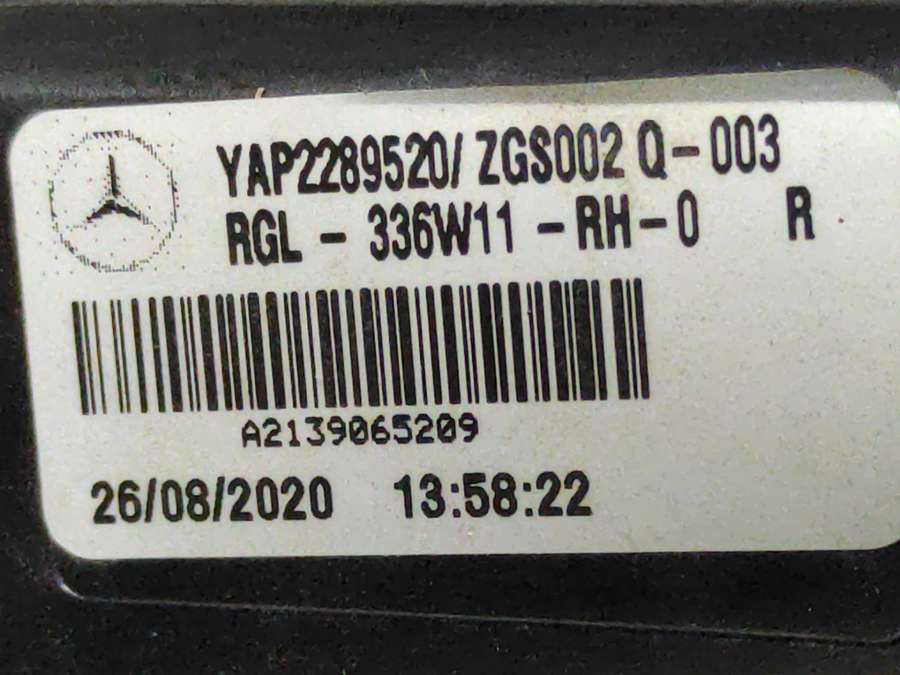 YAP2289520/ZGS002 Q-003
RGL - 336W11 -RH-0 R
A2139065209
26/08/2020 13:58:22